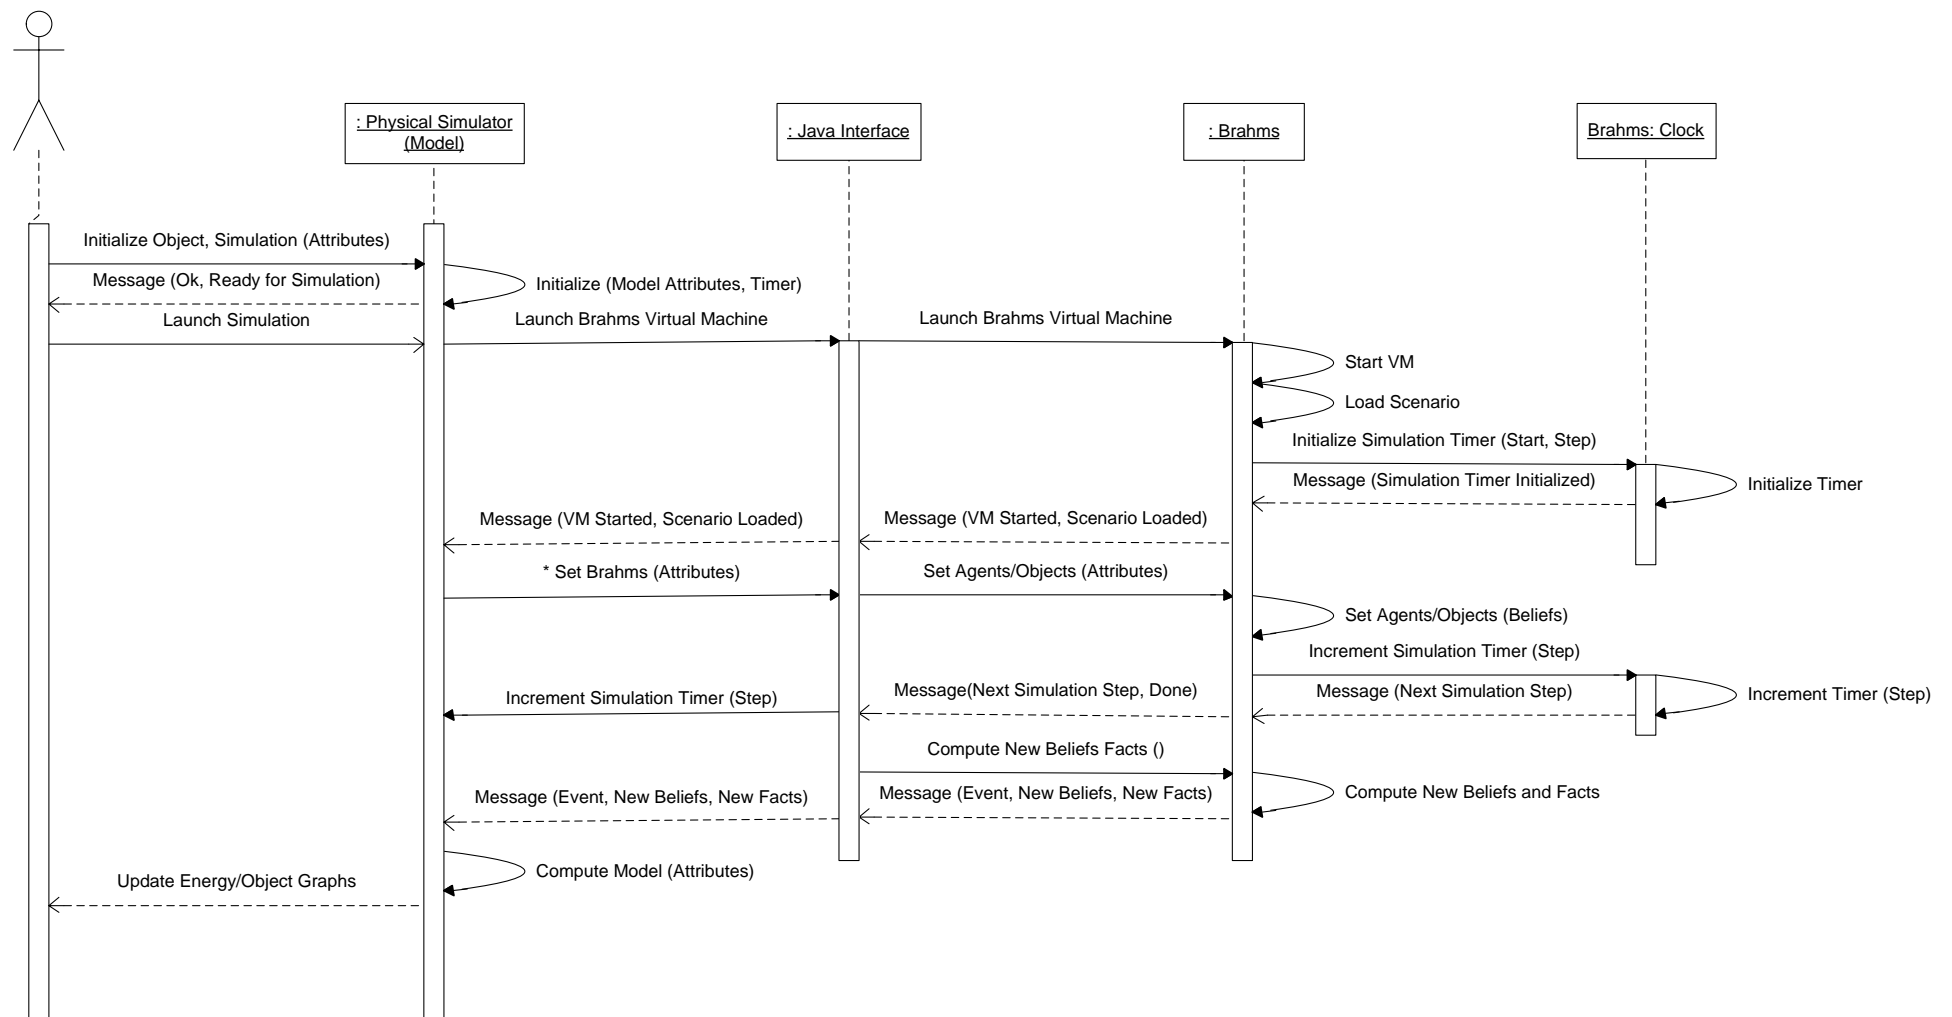 : Physical Simulator
(Model)
: Java Interface
: Brahms
Brahms: Clock
Initialize Object, Simulation (Attributes)
Message (Ok, Ready for Simulation)
Initialize (Model Attributes, Timer)
Launch Simulation
Launch Brahms Virtual Machine
Launch Brahms Virtual Machine
Start VM
Load Scenario
Initialize Simulation Timer (Start, Step)
Message (Simulation Timer Initialized)
Initialize Timer
Message (VM Started, Scenario Loaded)
Message (VM Started, Scenario Loaded)
* Set Brahms (Attributes)
Set Agents/Objects (Attributes)
Set Agents/Objects (Beliefs)
Increment Simulation Timer (Step)
Increment Simulation Timer (Step)
Message(Next Simulation Step, Done)
Message (Next Simulation Step)
Increment Timer (Step)
Compute New Beliefs Facts ()
Message (Event, New Beliefs, New Facts)
Message (Event, New Beliefs, New Facts)
Compute New Beliefs and Facts
Compute Model (Attributes)
Update Energy/Object Graphs